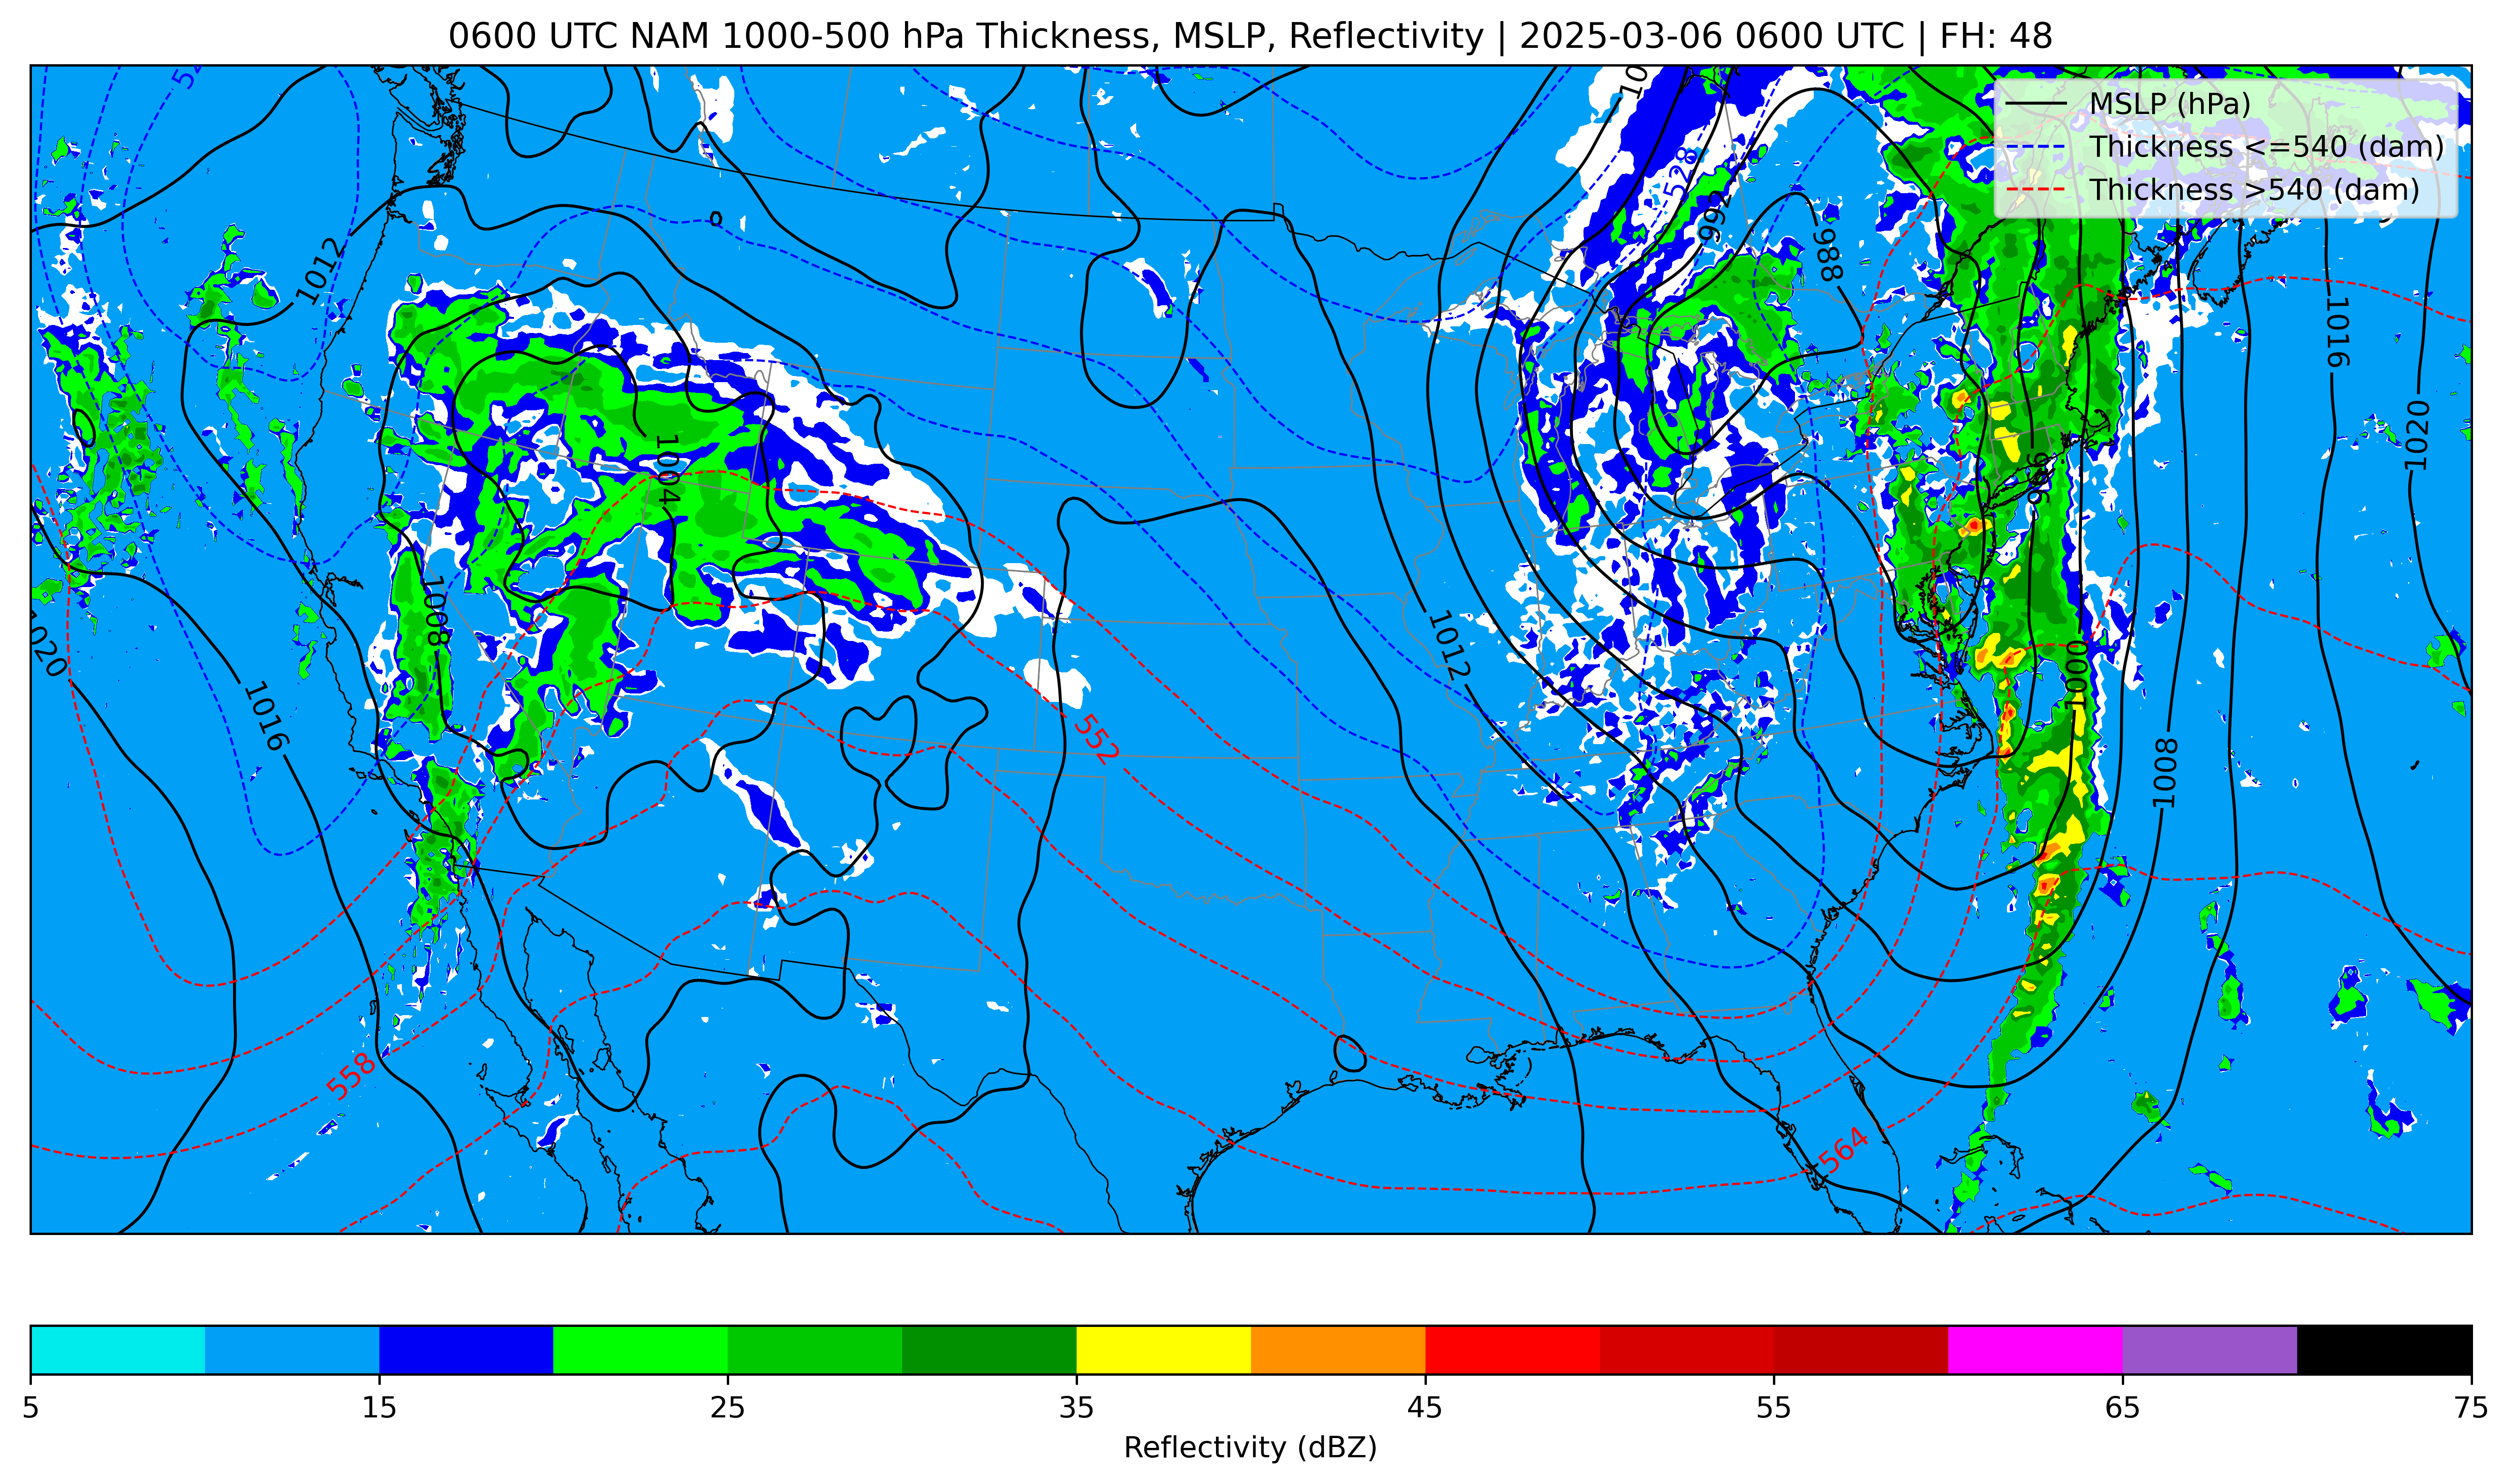 0600 UTC NAM 1000-500 hPa Thickness, MSLP, Reflectivity | 2025-03-06 0600 UTC | FH: 48
MSLP (hPa)
Thickness <=540 (dam)
Thickness >540 (dam)
528
992
988
1012
1016
1020
1004
996
1008
1020
1012
1000
1016
552
1008
558
564
5 15 25 35 45 55 65 75
Reflectivity (dBZ)